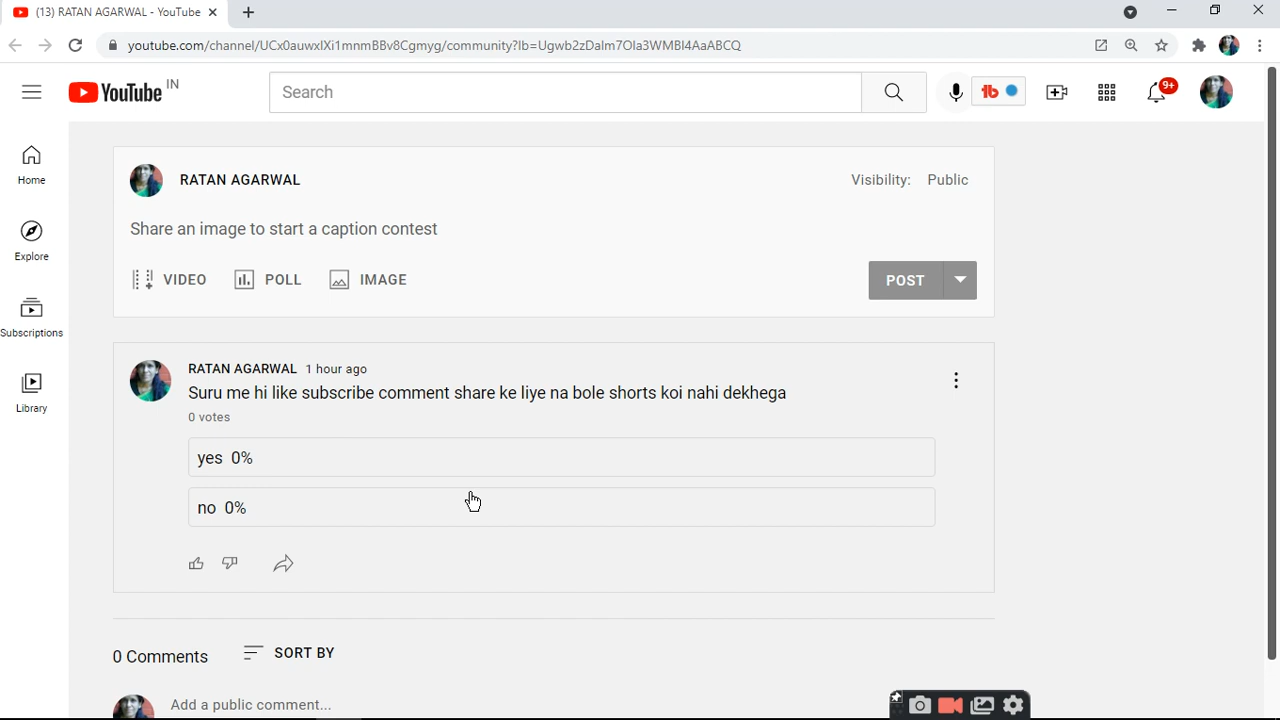 (13) RATAN AGARWAL - YouTube
youtube.com/channel/UCx0auwxlXi1mnmBBv8Cgmyg/community?lb=Ugwb2zDalm7Ola3WMBI4AaABCQ
YouTube IN
Search
tb
9+
Home
Explore
Subscriptions
Library
RATAN AGARWAL
Visibility: Public
Share an image to start a caption contest
VIDEO POLL IMAGE
POST
RATAN AGARWAL 1 hour ago
Suru me hi like subscribe comment share ke liye na bole shorts koi nahi dekhega
0 votes
yes 0%
no 0%
0 Comments SORT BY
Add a public comment...